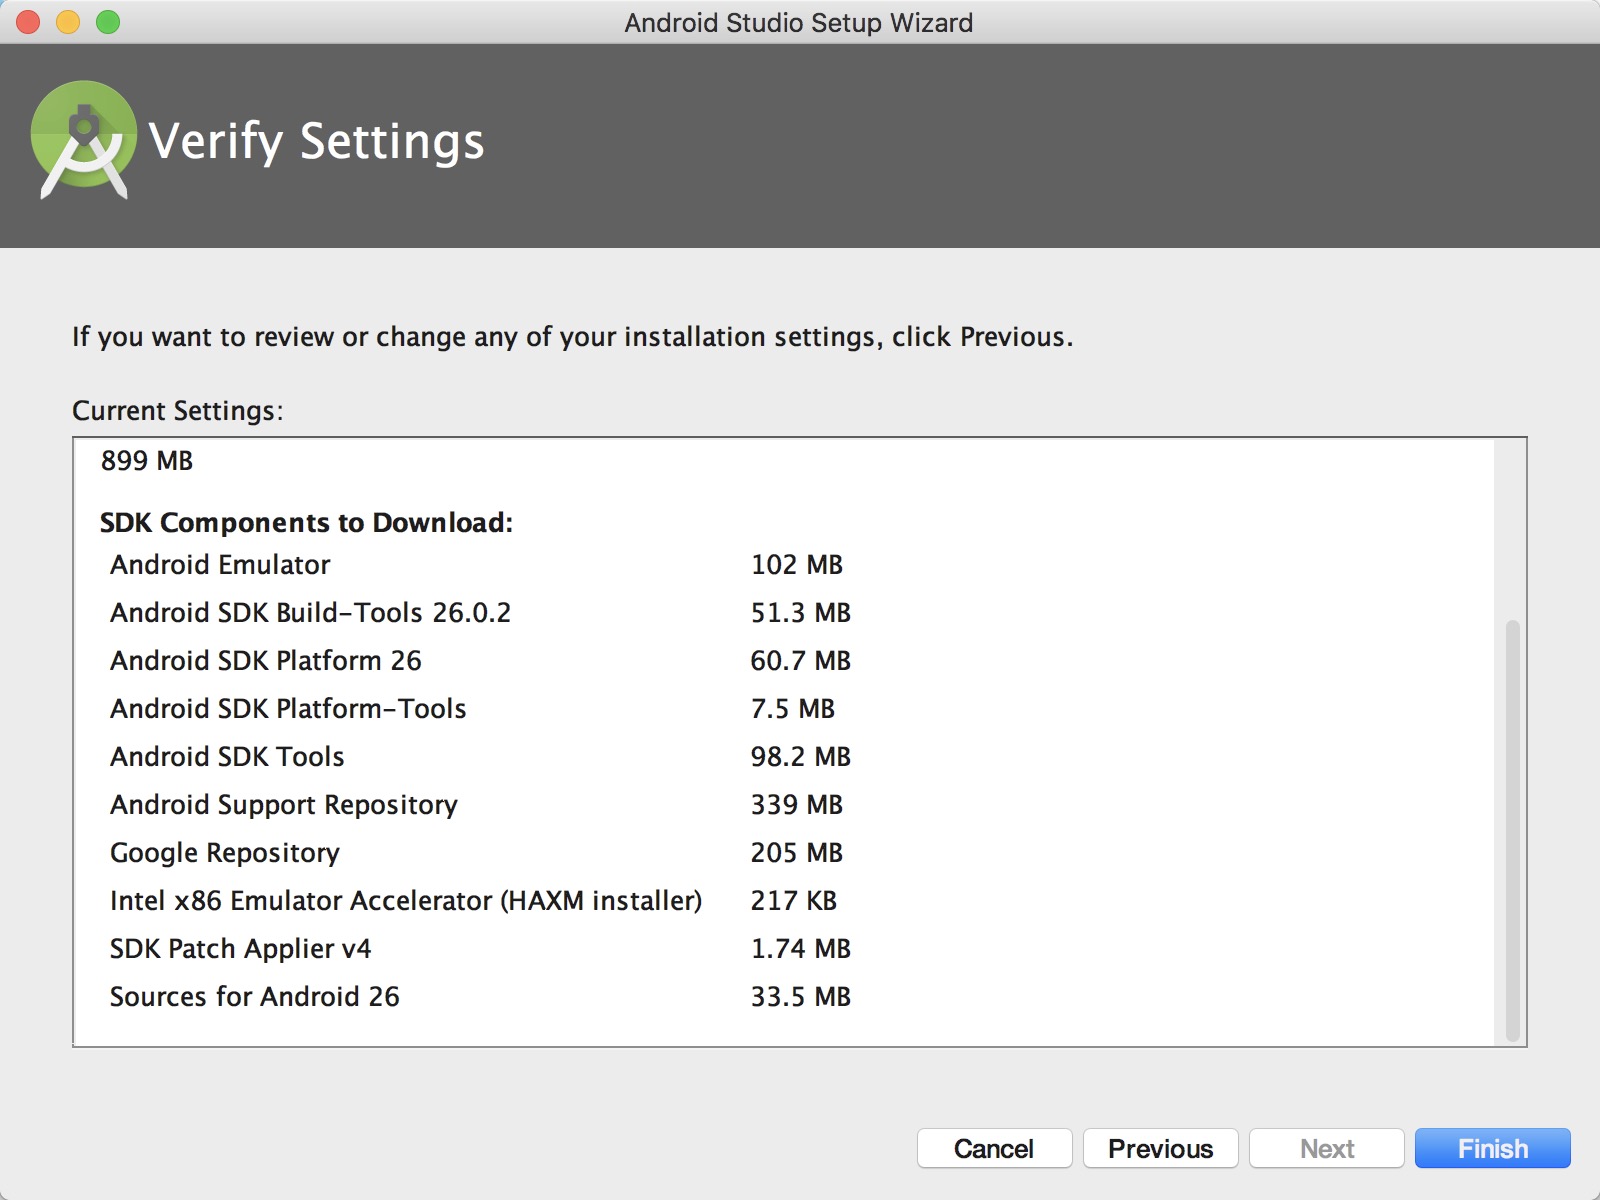 Android Studio Setup Wizard
Verify Settings
If you want to review or change any of your installation settings, click Previous.
Current Settings:
899 MB
SDK Components to Download:
Android Emulator 102 MB
Android SDK Build-Tools 26.0.2 51.3 MB
Android SDK Platform 26 60.7 MB
Android SDK Platform-Tools 7.5 MB
Android SDK Tools 98.2 MB
Android Support Repository 339 MB
Google Repository 205 MB
Intel x86 Emulator Accelerator (HAXM installer) 217 KB
SDK Patch Applier v4 1.74 MB
Sources for Android 26 33.5 MB
Cancel Previous Next Finish